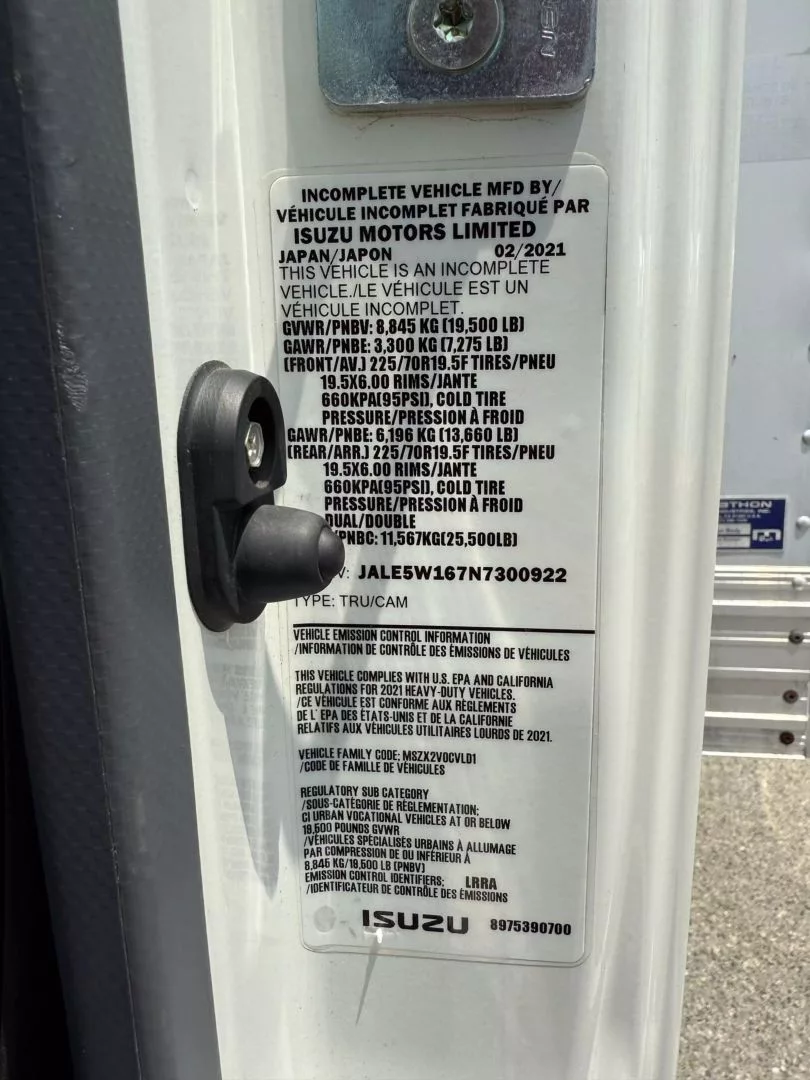 INCOMPLETE VEHICLE MFD BY/
VÉHICULE INCOMPLET FABRIQUÉ PAR
ISUZU MOTORS LIMITED
JAPAN/JAPON 02/2021
THIS VEHICLE IS AN INCOMPLETE
VEHICLE./LE VÉHICULE EST UN
VÉHICULE INCOMPLET.
GVWR/PNBV: 8,845 KG (19,500 LB)
GAWR/PNBE: 3,300 KG (7,275 LB)
(FRONT/AV.) 225/70R19.5F TIRES/PNEU
19.5X6.00 RIMS/JANTE
660KPA(95PSI), COLD TIRE
PRESSURE/PRESSION À FROID
GAWR/PNBE: 6,196 KG (13,660 LB)
(REAR/ARR.) 225/70R19.5F TIRES/PNEU
19.5X6.00 RIMS/JANTE
660KPA(95PSI), COLD TIRE
PRESSURE/PRESSION À FROID
DUAL/DOUBLE
/PNBC: 11,567KG(25,500LB)
V: JALE5W167N7300922
TYPE: TRU/CAM
VEHICLE EMISSION CONTROL INFORMATION
/INFORMATION DE CONTRÔLE DES ÉMISSIONS DE VÉHICULES
THIS VEHICLE COMPLIES WITH U.S. EPA AND CALIFORNIA
REGULATIONS FOR 2021 HEAVY-DUTY VEHICLES.
/CE VÉHICULE EST CONFORME AUX RÈGLEMENTS
DE L'EPA DES ÉTATS-UNIS ET DE LA CALIFORNIE
RELATIFS AUX VÉHICULES UTILITAIRES LOURDS DE 2021.
VEHICLE FAMILY CODE: MSZX2VOCVLD1
/CODE DE FAMILLE DE VÉHICULES
REGULATORY SUB CATEGORY
/SOUS-CATÉGORIE DE RÉGLEMENTATION:
CI URBAN VOCATIONAL VEHICLES AT OR BELOW
19,500 POUNDS GVWR
/VÉHICULES SPÉCIALISÉS URBAINS À ALLUMAGE
PAR COMPRESSION DE OU INFÉRIEUR À
8,845 KG/19,500 LB (PNBV)
EMISSION CONTROL IDENTIFIERS: LRRA
/IDENTIFICATEUR DE CONTRÔLE DES ÉMISSIONS
ISUZU 8975390700
THON